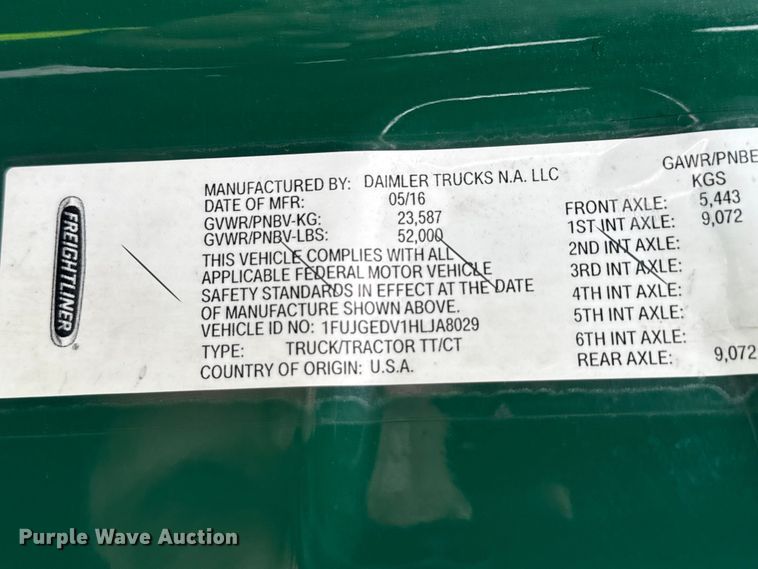 FREIGHTLINER
MANUFACTURED BY: DAIMLER TRUCKS N.A. LLC
DATE OF MFR: 05/16
GVWR/PNBV-KG: 23,587
GVWR/PNBV-LBS: 52,000
THIS VEHICLE COMPLIES WITH ALL
APPLICABLE FEDERAL MOTOR VEHICLE
SAFETY STANDARDS IN EFFECT AT THE DATE
OF MANUFACTURE SHOWN ABOVE.
VEHICLE ID NO: 1FUJGEDV1HLJA8029
TYPE: TRUCK/TRACTOR TT/CT
COUNTRY OF ORIGIN: U.S.A.
GAWR/PNBE
KGS
FRONT AXLE: 5,443
1ST INT AXLE: 9,072
2ND INT AXLE:
3RD INT AXLE:
4TH INT AXLE:
5TH INT AXLE:
6TH INT AXLE:
REAR AXLE: 9,072
Purple Wave Auction